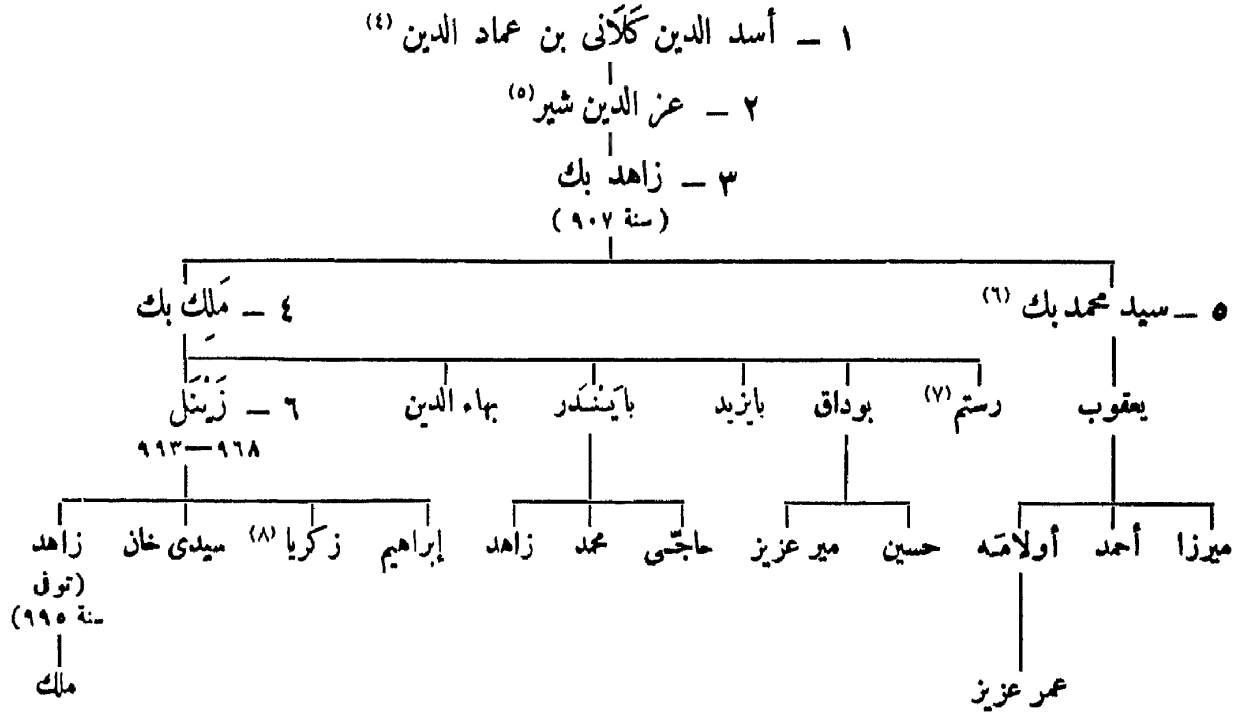 ١ — أسد الدين كَلَانى بن عماد الدين (٤)
٢ — عز الدين شير (٥)
٣ — زاهد بك
(سنة ٩٠٧)
٥ — سيد محمد بك (٦) ٤ — مَلِك بك
يعقوب رستم (٧) بوداق بايزيد بايَنْدَر بهاء الدين ٦ — زَيْنَل
٩٦٨—٩٩٣
ميرزا أحمد أولامَه حسين مير عزيز حاجّى محمد زاهد إبراهيم زكريا (٨) سيدى خان زاهد
(توفى
سنة ٩٩٥)
عمر عزيز ملك